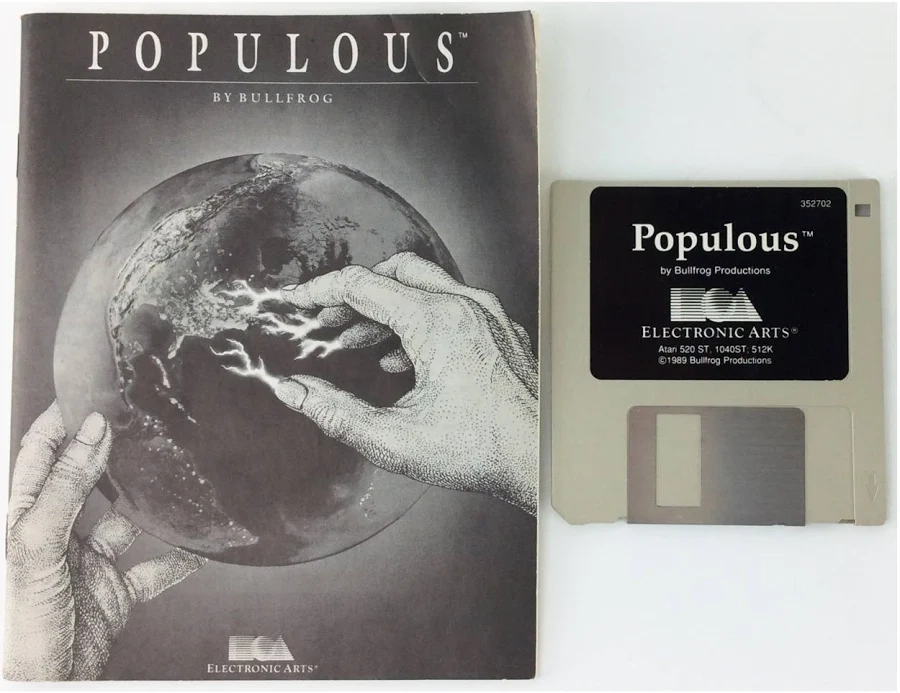 POPULOUS™
BY BULLFROG
ELECTRONIC ARTS®
352702
Populous™
by Bullfrog Productions
ELECTRONIC ARTS®
Atari 520 ST, 1040ST; 512K
©1989 Bullfrog Productions